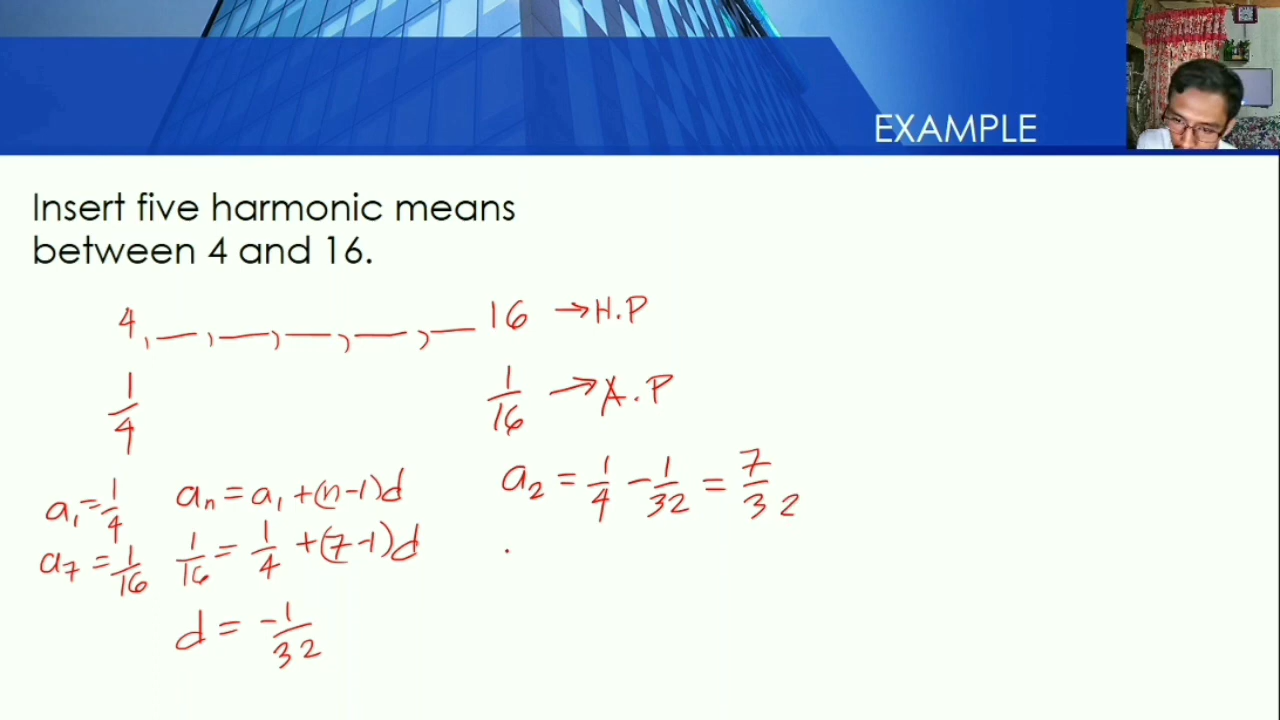 EXAMPLE
Insert five harmonic means
between 4 and 16.
4, __, __, __, __, __ 16 → H.P
1/4 1/16 → A.P
a₁ = 1/4 aₙ = a₁ + (n-1)d a₂ = 1/4 - 1/32 = 7/32
a₇ = 1/16 1/16 = 1/4 + (7-1)d
d = -1/32